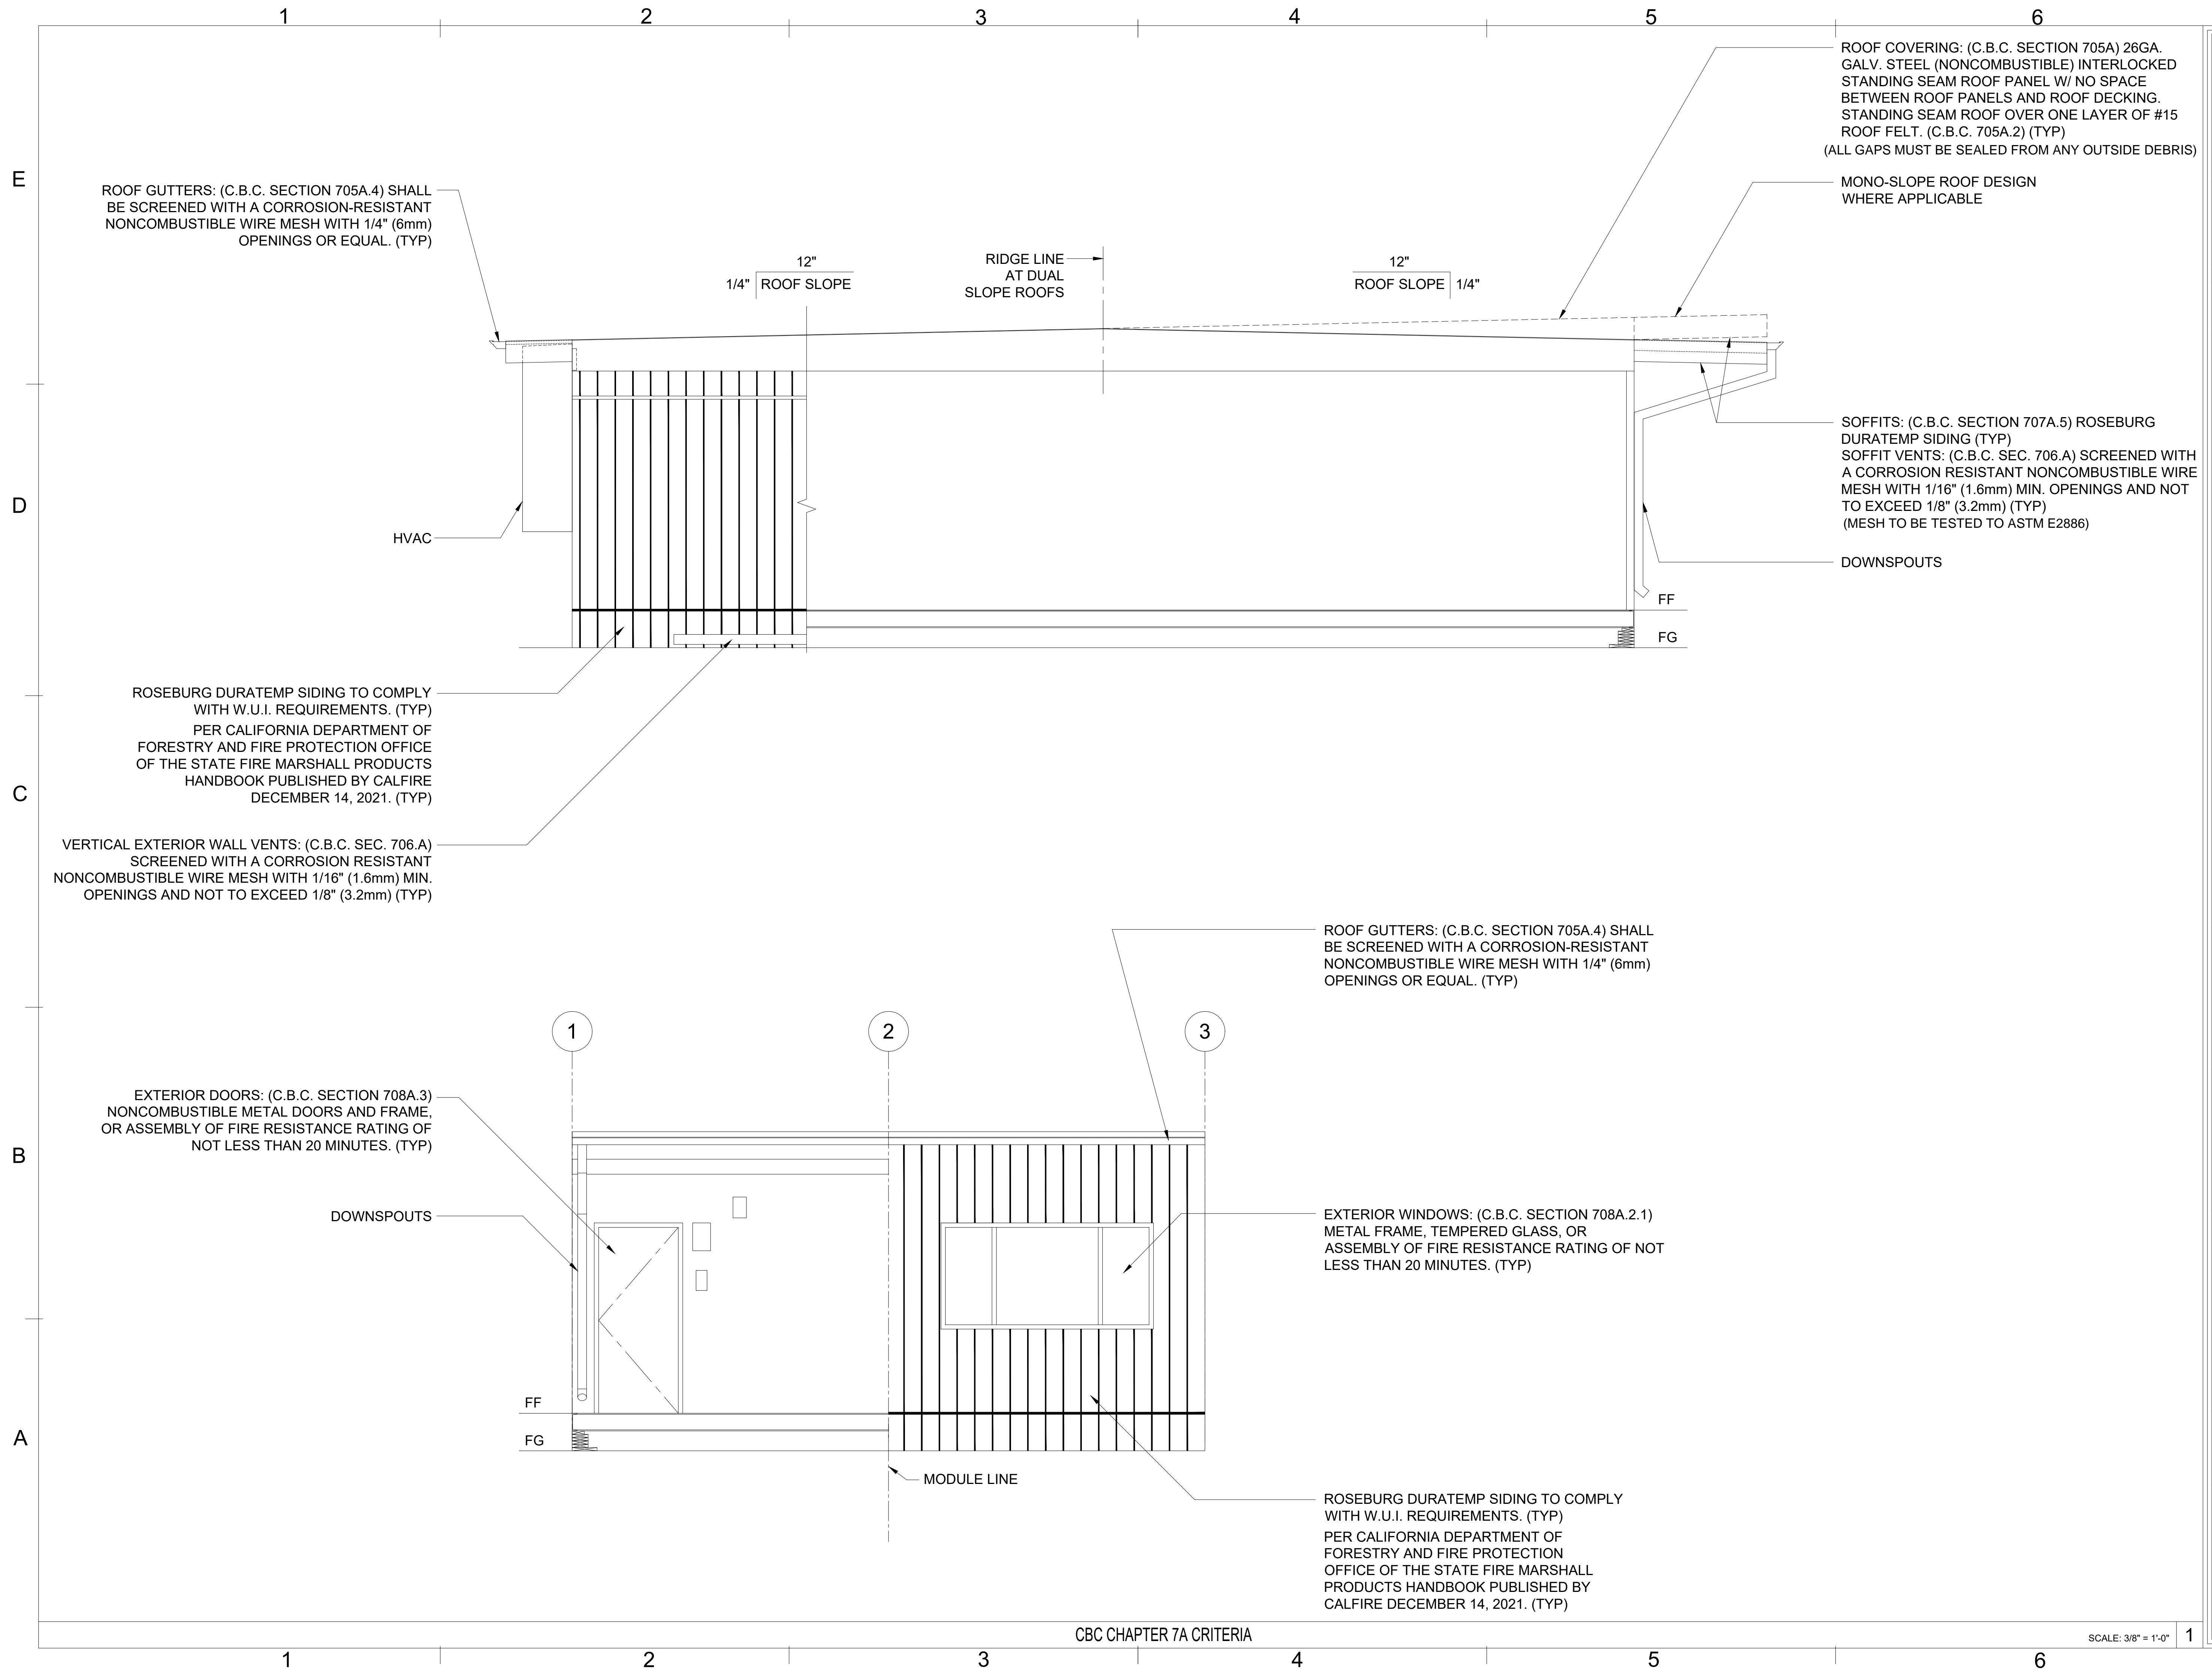 1
2
3
4
5
6
E
D
C
B
A
ROOF GUTTERS: (C.B.C. SECTION 705A.4) SHALL
BE SCREENED WITH A CORROSION-RESISTANT
NONCOMBUSTIBLE WIRE MESH WITH 1/4" (6mm)
OPENINGS OR EQUAL. (TYP)
12"
1/4" ROOF SLOPE
RIDGE LINE
AT DUAL
SLOPE ROOFS
12"
ROOF SLOPE 1/4"
ROOF COVERING: (C.B.C. SECTION 705A) 26GA.
GALV. STEEL (NONCOMBUSTIBLE) INTERLOCKED
STANDING SEAM ROOF PANEL W/ NO SPACE
BETWEEN ROOF PANELS AND ROOF DECKING.
STANDING SEAM ROOF OVER ONE LAYER OF #15
ROOF FELT. (C.B.C. 705A.2) (TYP)
(ALL GAPS MUST BE SEALED FROM ANY OUTSIDE DEBRIS)
MONO-SLOPE ROOF DESIGN
WHERE APPLICABLE
SOFFITS: (C.B.C. SECTION 707A.5) ROSEBURG
DURATEMP SIDING (TYP)
SOFFIT VENTS: (C.B.C. SEC. 706.A) SCREENED WITH
A CORROSION RESISTANT NONCOMBUSTIBLE WIRE
MESH WITH 1/16" (1.6mm) MIN. OPENINGS AND NOT
TO EXCEED 1/8" (3.2mm) (TYP)
(MESH TO BE TESTED TO ASTM E2886)
DOWNSPOUTS
HVAC
FF
FG
ROSEBURG DURATEMP SIDING TO COMPLY
WITH W.U.I. REQUIREMENTS. (TYP)
PER CALIFORNIA DEPARTMENT OF
FORESTRY AND FIRE PROTECTION OFFICE
OF THE STATE FIRE MARSHALL PRODUCTS
HANDBOOK PUBLISHED BY CALFIRE
DECEMBER 14, 2021. (TYP)
VERTICAL EXTERIOR WALL VENTS: (C.B.C. SEC. 706.A)
SCREENED WITH A CORROSION RESISTANT
NONCOMBUSTIBLE WIRE MESH WITH 1/16" (1.6mm) MIN.
OPENINGS AND NOT TO EXCEED 1/8" (3.2mm) (TYP)
ROOF GUTTERS: (C.B.C. SECTION 705A.4) SHALL
BE SCREENED WITH A CORROSION-RESISTANT
NONCOMBUSTIBLE WIRE MESH WITH 1/4" (6mm)
OPENINGS OR EQUAL. (TYP)
1
2
3
EXTERIOR DOORS: (C.B.C. SECTION 708A.3)
NONCOMBUSTIBLE METAL DOORS AND FRAME,
OR ASSEMBLY OF FIRE RESISTANCE RATING OF
NOT LESS THAN 20 MINUTES. (TYP)
DOWNSPOUTS
EXTERIOR WINDOWS: (C.B.C. SECTION 708A.2.1)
METAL FRAME, TEMPERED GLASS, OR
ASSEMBLY OF FIRE RESISTANCE RATING OF NOT
LESS THAN 20 MINUTES. (TYP)
FF
FG
MODULE LINE
ROSEBURG DURATEMP SIDING TO COMPLY
WITH W.U.I. REQUIREMENTS. (TYP)
PER CALIFORNIA DEPARTMENT OF
FORESTRY AND FIRE PROTECTION
OFFICE OF THE STATE FIRE MARSHALL
PRODUCTS HANDBOOK PUBLISHED BY
CALFIRE DECEMBER 14, 2021. (TYP)
CBC CHAPTER 7A CRITERIA
SCALE: 3/8" = 1'-0"
1
1
2
3
4
5
6